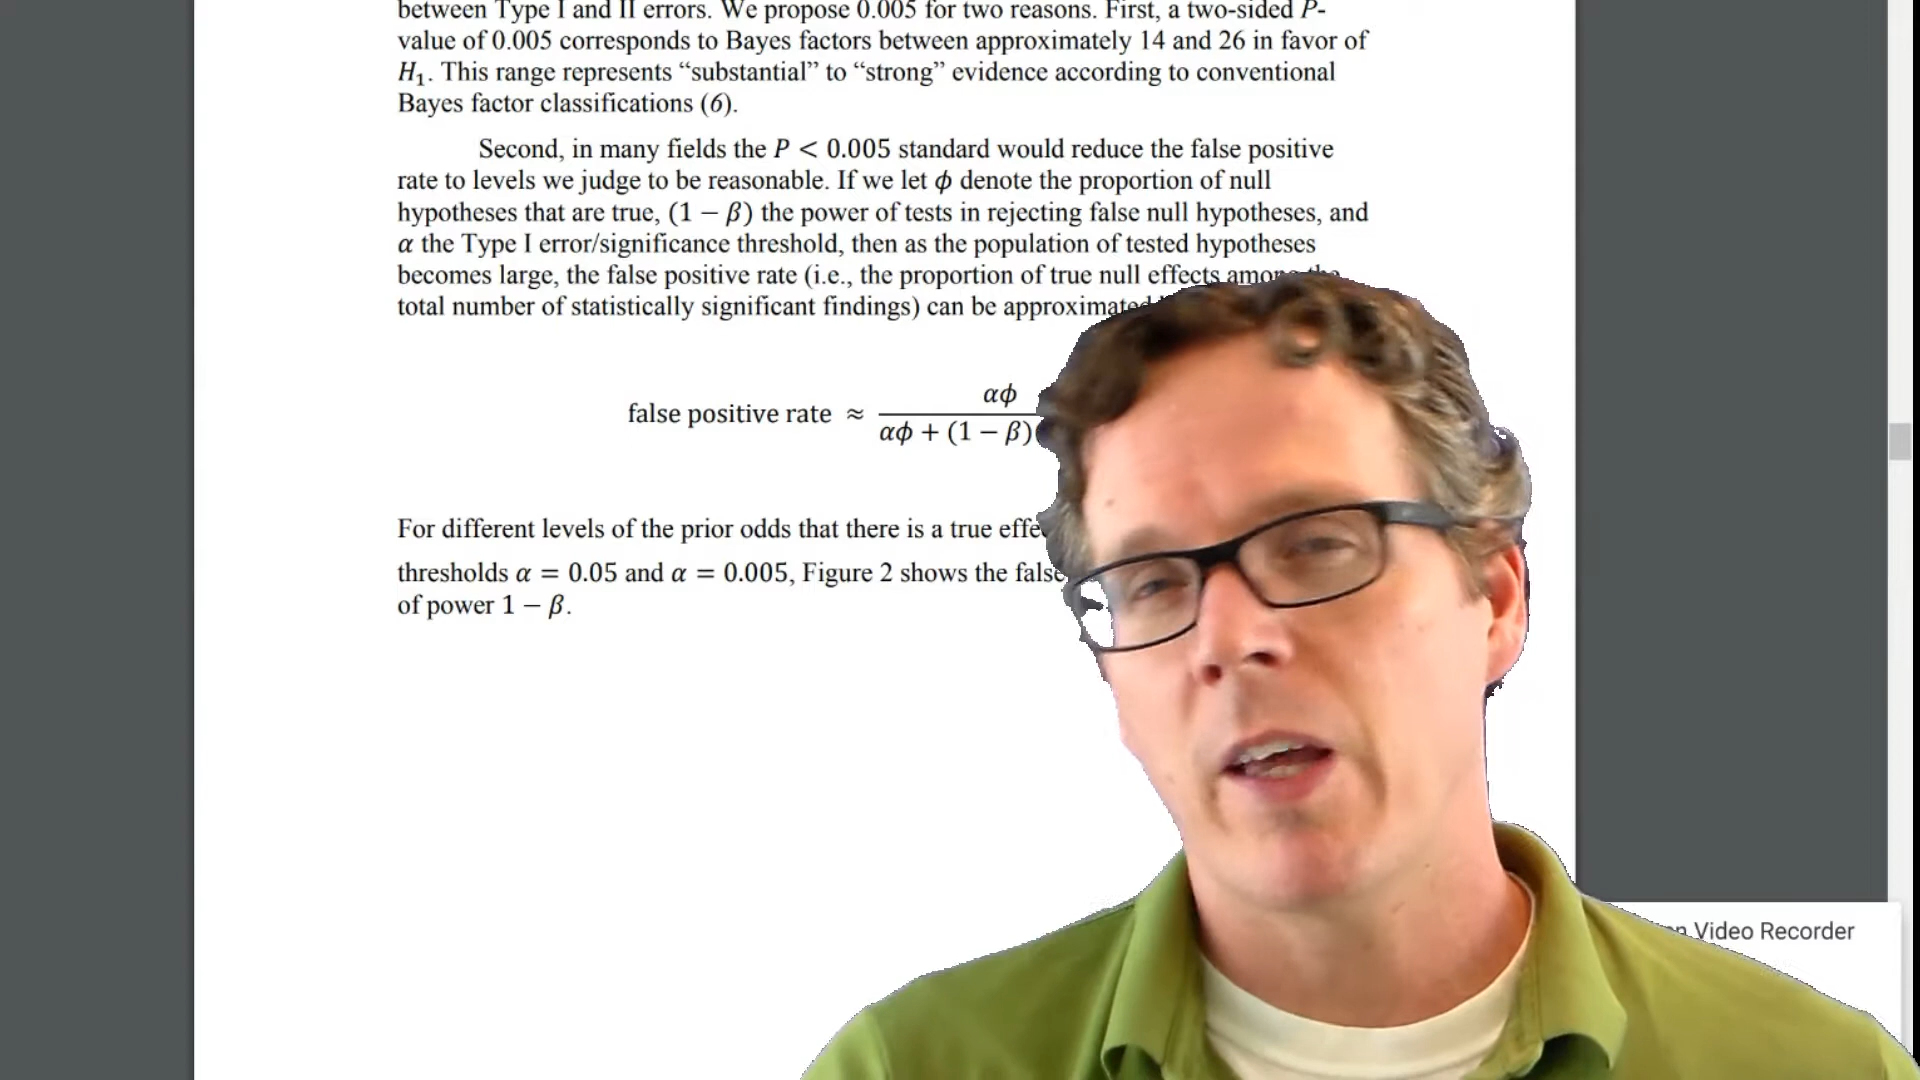 between Type I and II errors. We propose 0.005 for two reasons. First, a two-sided P-
value of 0.005 corresponds to Bayes factors between approximately 14 and 26 in favor of
H₁. This range represents “substantial” to “strong” evidence according to conventional
Bayes factor classifications (6).
Second, in many fields the P < 0.005 standard would reduce the false positive
rate to levels we judge to be reasonable. If we let ϕ denote the proportion of null
hypotheses that are true, (1 − β) the power of tests in rejecting false null hypotheses, and
α the Type I error/significance threshold, then as the population of tested hypotheses
becomes large, the false positive rate (i.e., the proportion of true null effects among the
total number of statistically significant findings) can be approximated
αϕ
false positive rate ≈
αϕ + (1 − β)
For different levels of the prior odds that there is a true
thresholds α = 0.05 and α = 0.005, Figure 2 shows the false
of power 1 − β.
Video Recorder